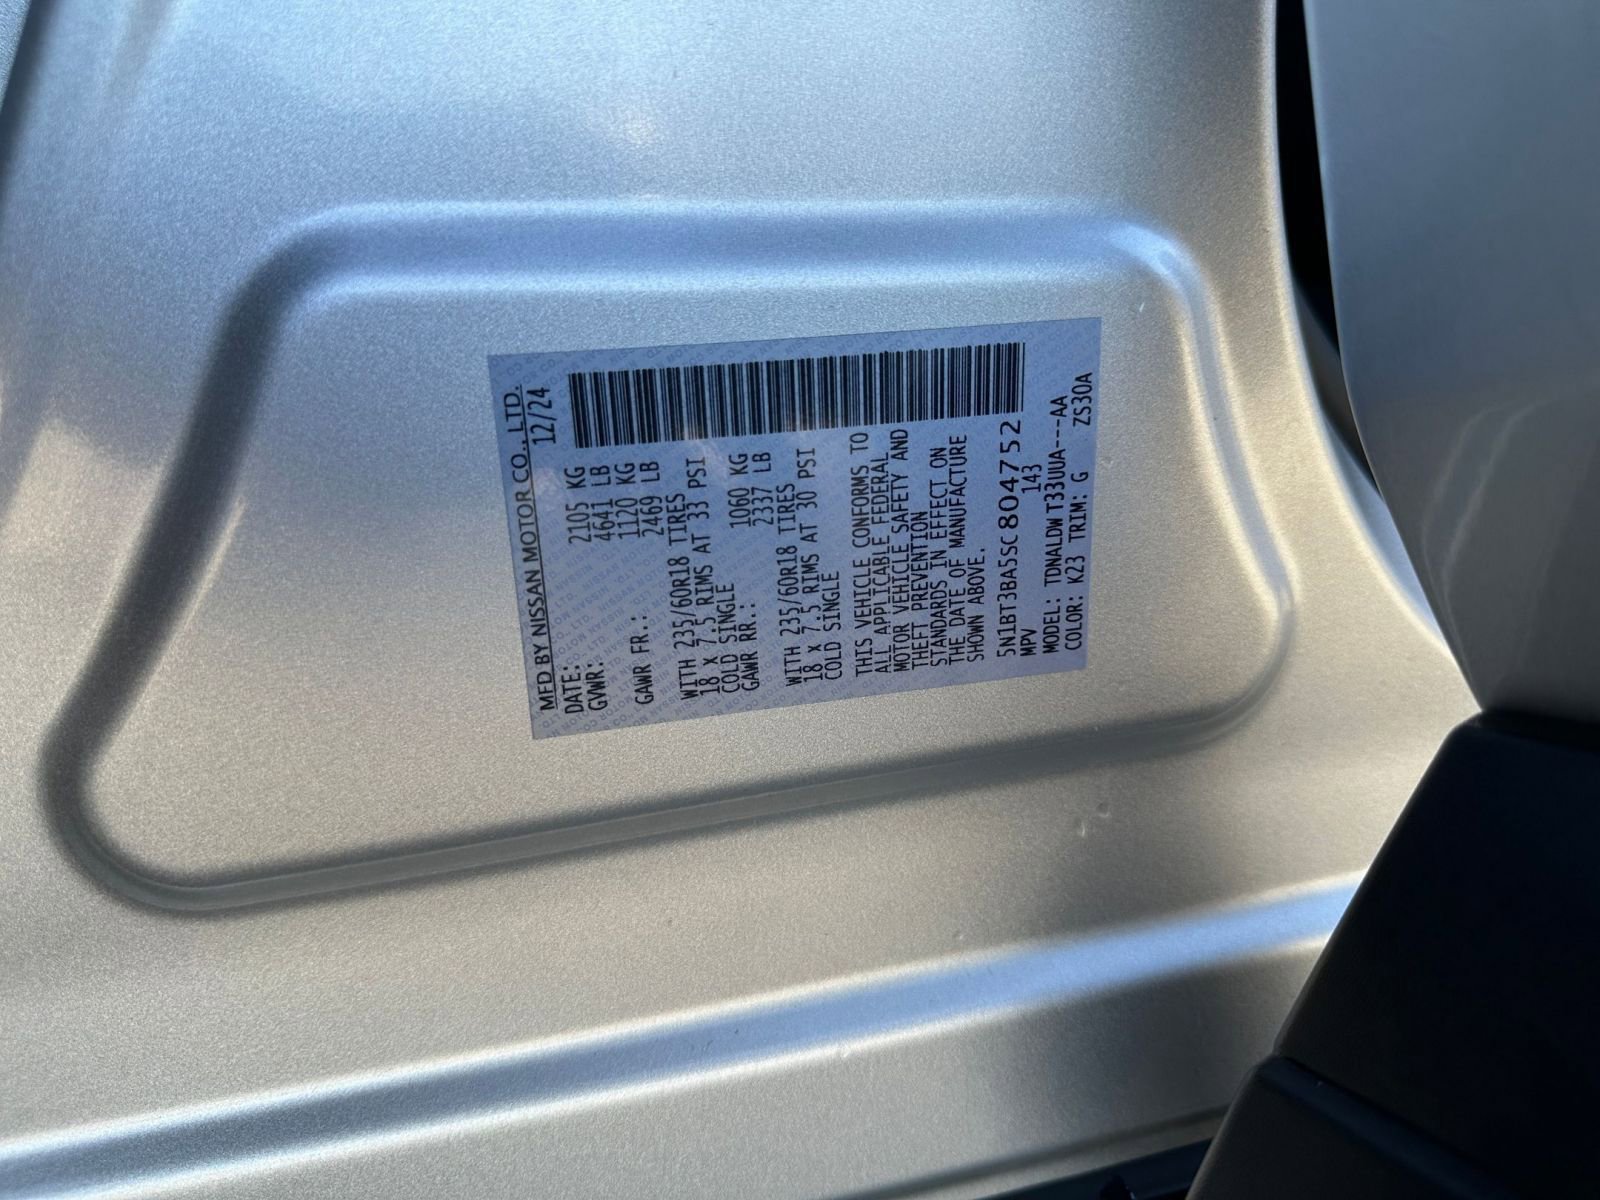 MFD BY NISSAN MOTOR CO., LTD.
DATE: 12/24
GVWR: 2105 KG
4641 LB
GAWR FR.: 1120 KG
2469 LB
WITH 235/60R18 TIRES
18 x 7.5 RIMS AT 33 PSI
COLD SINGLE
GAWR RR.: 1060 KG
2337 LB
WITH 235/60R18 TIRES
18 x 7.5 RIMS AT 30 PSI
COLD SINGLE
THIS VEHICLE CONFORMS TO
ALL APPLICABLE FEDERAL
MOTOR VEHICLE SAFETY AND
THEFT PREVENTION
STANDARDS IN EFFECT ON
THE DATE OF MANUFACTURE
SHOWN ABOVE.
5N1BT3BA5SC804752
MPV 143
MODEL: TDNALDW T33UUA---AA
COLOR: K23 TRIM: G ZS30A